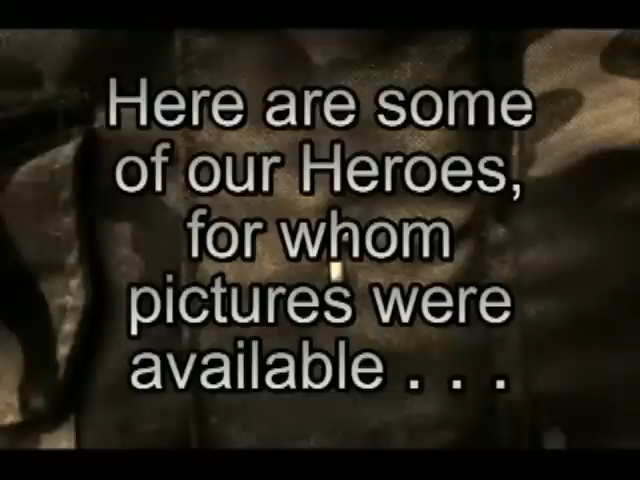 Here are some
of our Heroes,
for whom
pictures were
available . . .